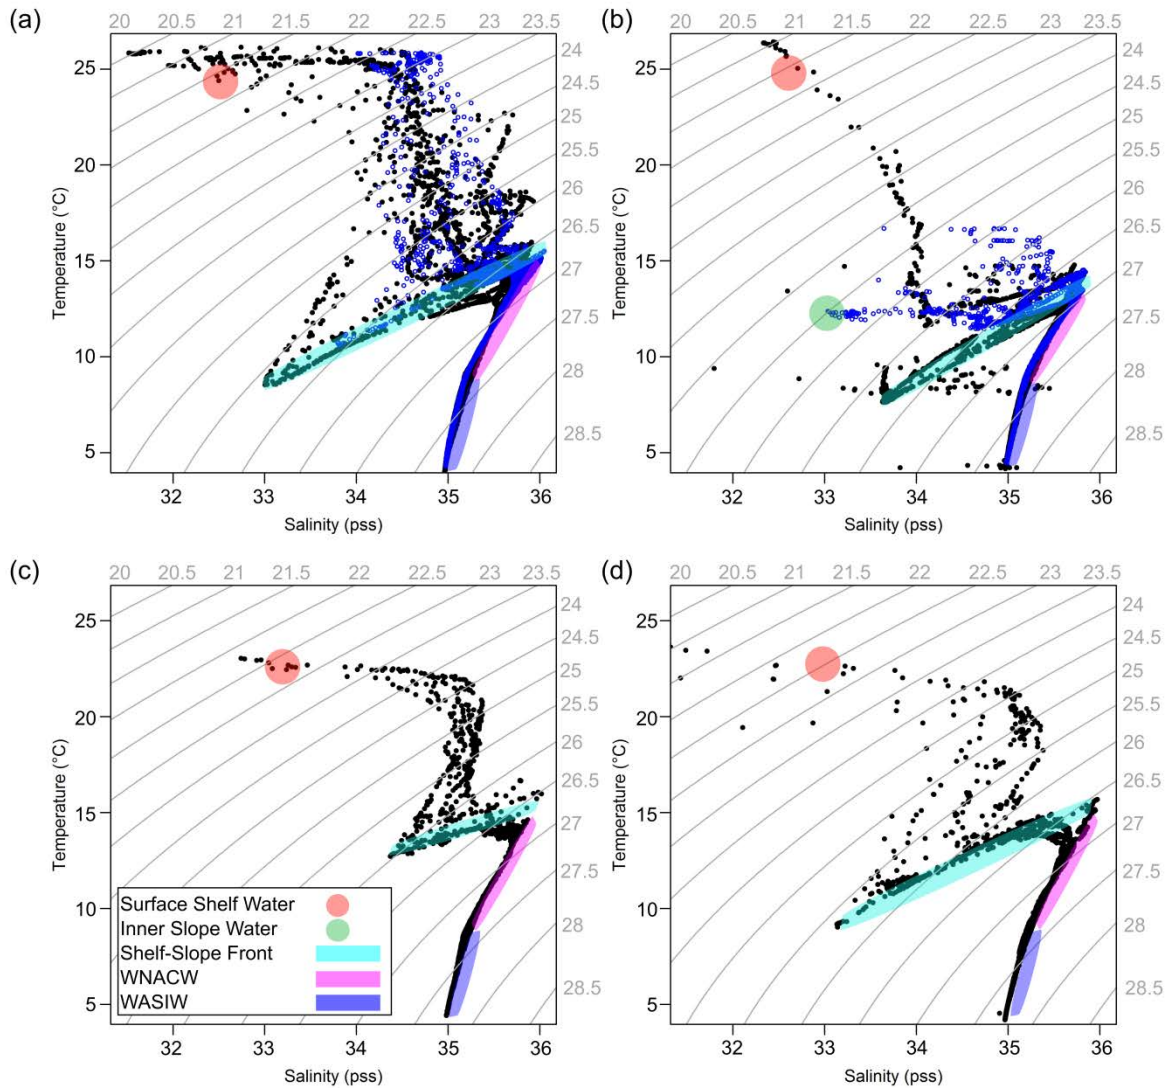 (a)
20 20.5 21 21.5 22 22.5 23 23.5
24
24.5
25
25.5
26
26.5
27
27.5
28
28.5
25
20
15
10
5
Temperature (°C)
32 33 34 35 36
Salinity (pss)
(b)
20 20.5 21 21.5 22 22.5 23 23.5
24
24.5
25
25.5
26
26.5
27
27.5
28
28.5
25
20
15
10
5
Temperature (°C)
32 33 34 35 36
Salinity (pss)
(c)
20 20.5 21 21.5 22.5 23 23.5
24
24.5
25
25.5
26
26.5
27
27.5
28
28.5
25
20
15
10
5
Temperature (°C)
Surface Shelf Water
Inner Slope Water
Shelf-Slope Front
WNACW
WASIW
32 33 34 35 36
Salinity (pss)
(d)
20 20.5 21 21.5 22 22.5 23 23.5
24
24.5
25
25.5
26
26.5
27
27.5
28
28.5
25
20
15
10
5
Temperature (°C)
32 33 34 35 36
Salinity (pss)